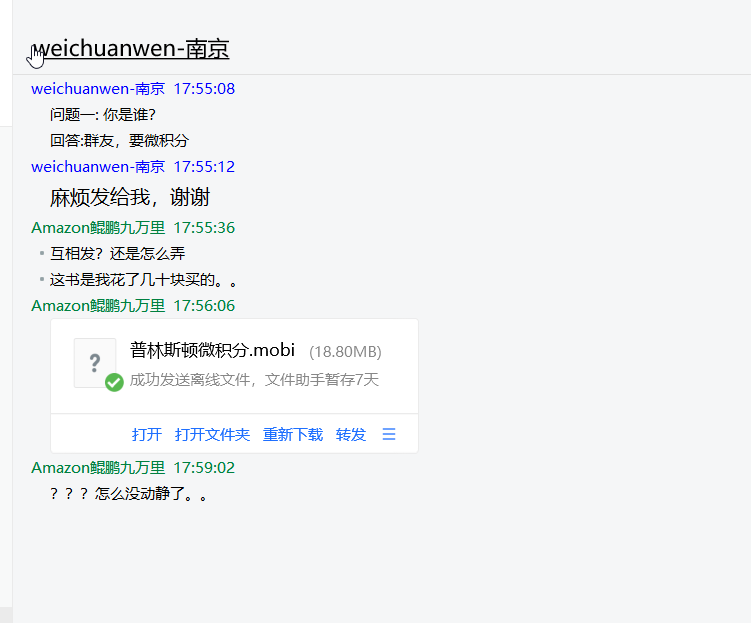 weichuanwen-南京
weichuanwen-南京 17:55:08
问题一: 你是谁?
回答:群友，要微积分
weichuanwen-南京 17:55:12
麻烦发给我，谢谢
Amazon鲲鹏九万里 17:55:36
互相发？还是怎么弄
这书是我花了几十块买的。。
Amazon鲲鹏九万里 17:56:06
普林斯顿微积分.mobi (18.80MB)
成功发送离线文件，文件助手暂存7天
打开 打开文件夹 重新下载 转发
Amazon鲲鹏九万里 17:59:02
？？？怎么没动静了。。